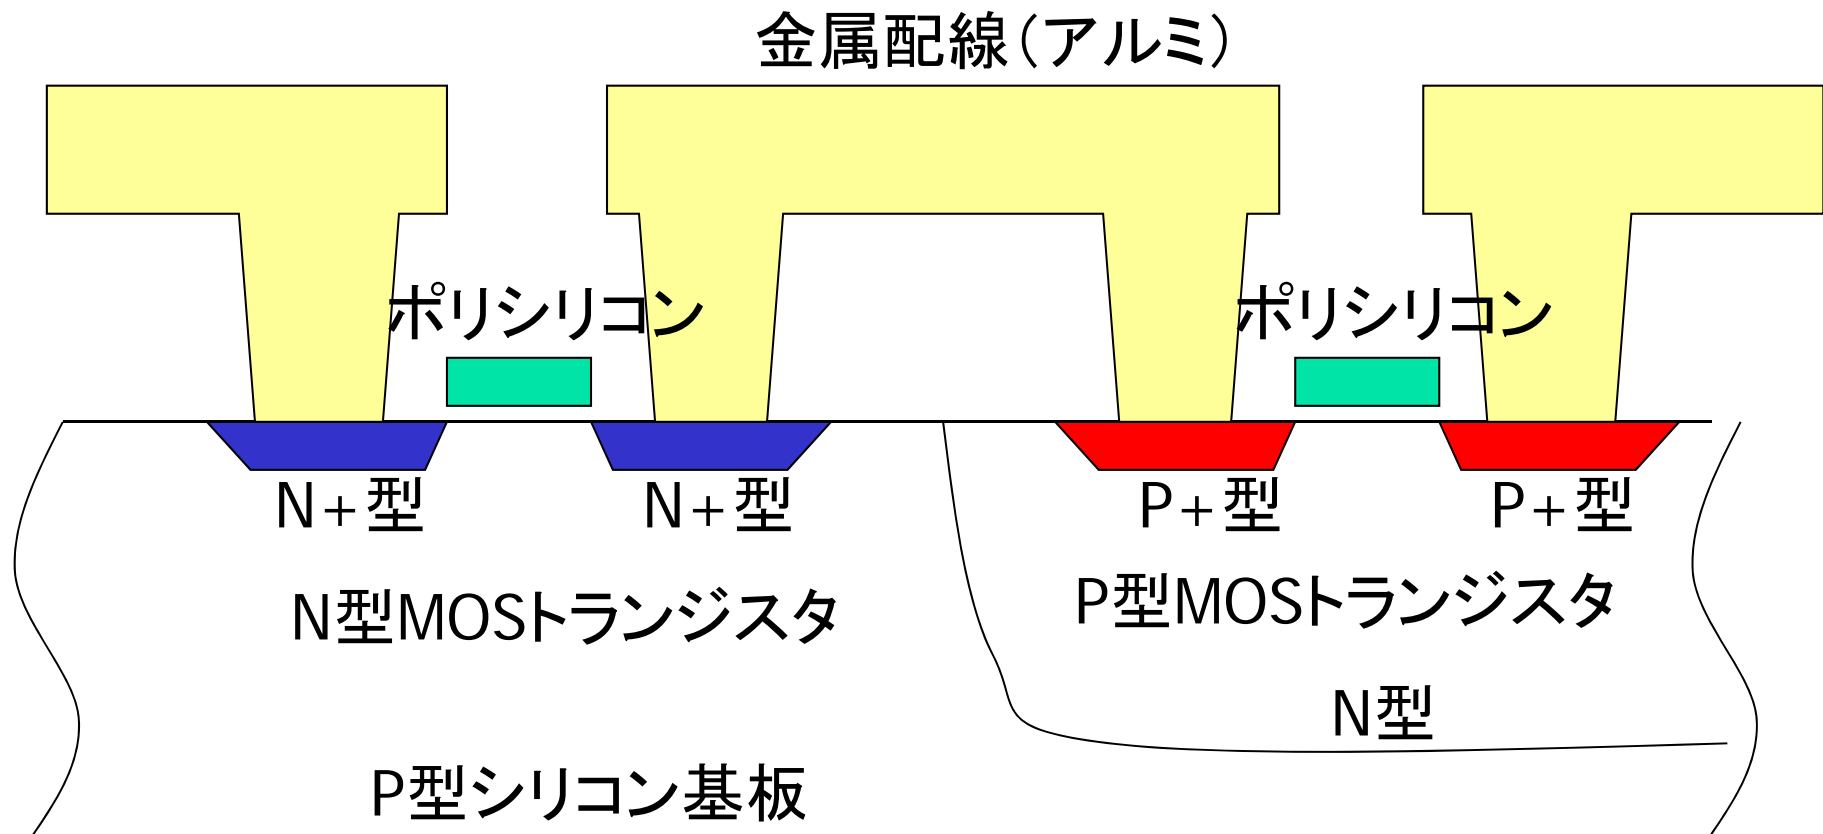 金属配線(アルミ)
ポリシリコン
ポリシリコン
N+型
N+型
P+型
P+型
N型MOSトランジスタ
P型MOSトランジスタ
N型
P型シリコン基板